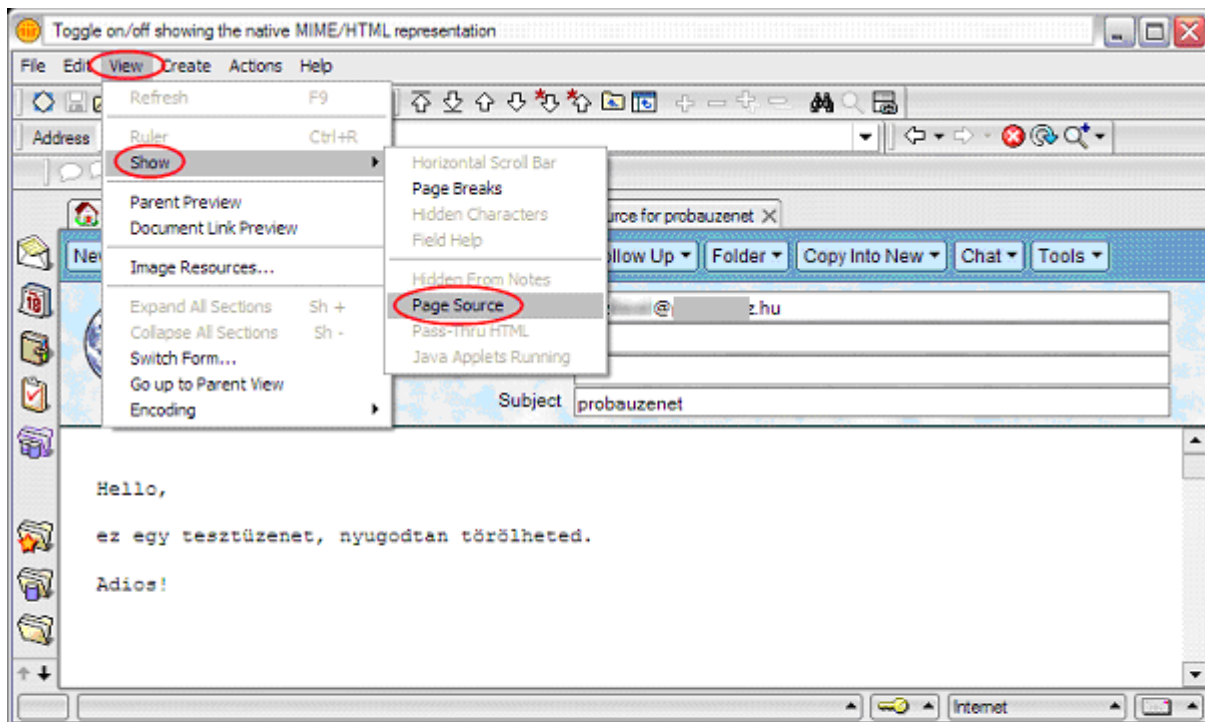 Toggle on/off showing the native MIME/HTML representation
File Edit View Create Actions Help
Refresh F9
Address
Ruler Ctrl+R
Show
Horizontal Scroll Bar
Page Breaks
Parent Preview
Hidden Characters
urce for probauzenet
Document Link Preview
Field Help
New
llow Up Folder Copy Into New Chat Tools
Image Resources...
Hidden From Notes
Expand All Sections Sh +
Page Source
@ z.hu
Collapse All Sections Sh -
Pass-Thru HTML
Switch Form...
Java Applets Running
Go up to Parent View
Encoding
Subject probauzenet
18
Hello,
ez egy tesztüzenet, nyugodtan törölheted.
Adios!
Internet